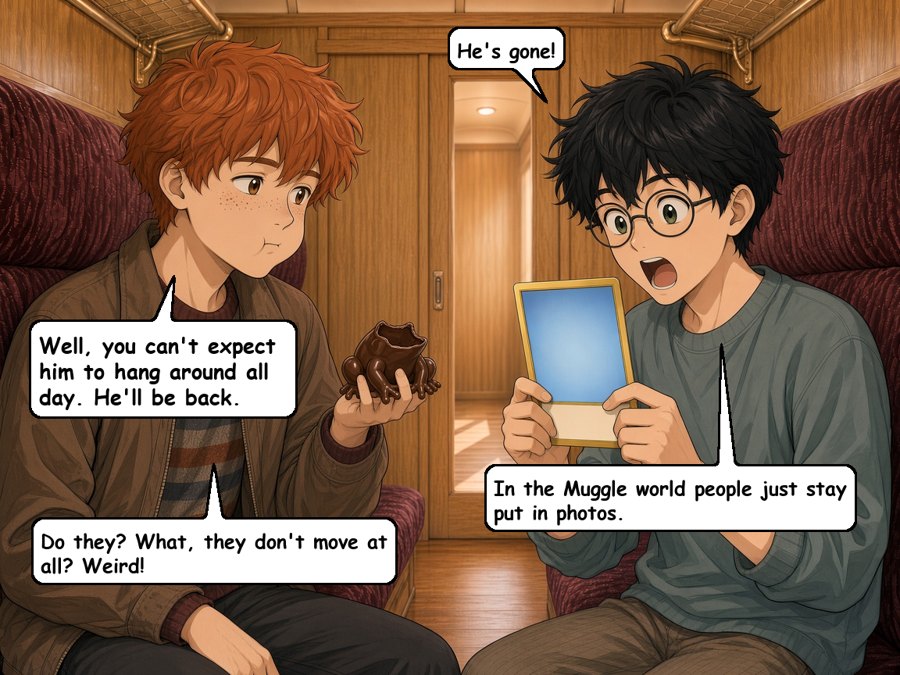 He's gone!
Well, you can't expect
him to hang around all
day. He'll be back.
In the Muggle world people just stay
put in photos.
Do they? What, they don't move at
all? Weird!